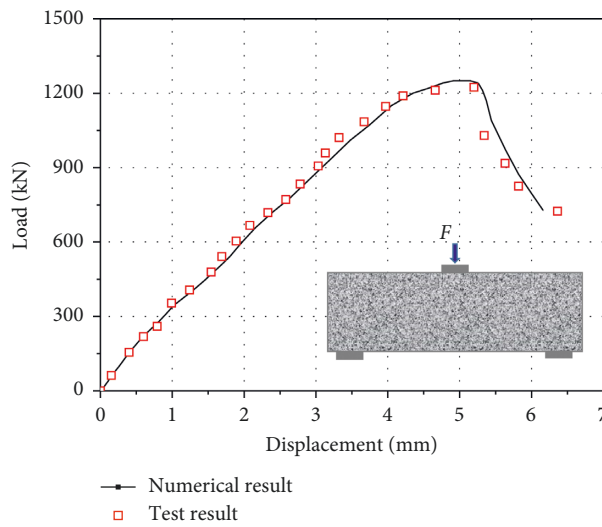 1500
1200
900
600
300
0
Load (kN)
F
0 1 2 3 4 5 6 7
Displacement (mm)
Numerical result
Test result